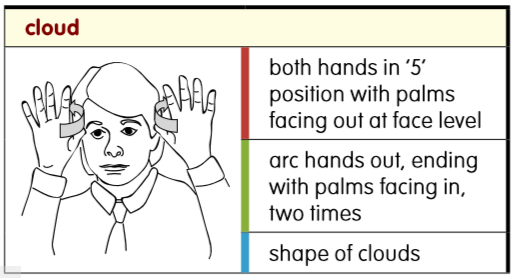 cloud
both hands in '5'
position with palms
facing out at face level
arc hands out, ending
with palms facing in,
two times
shape of clouds